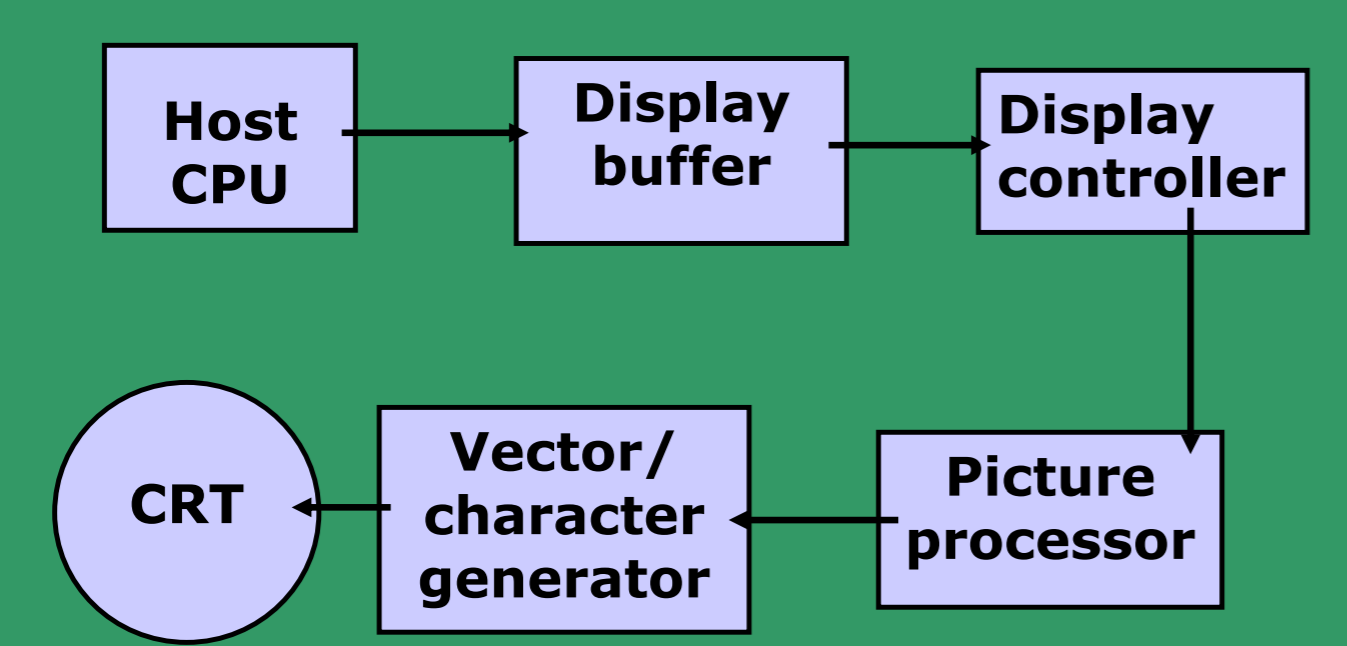 Host
CPU
Display
buffer
Display
controller
Picture
processor
Vector/
character
generator
CRT